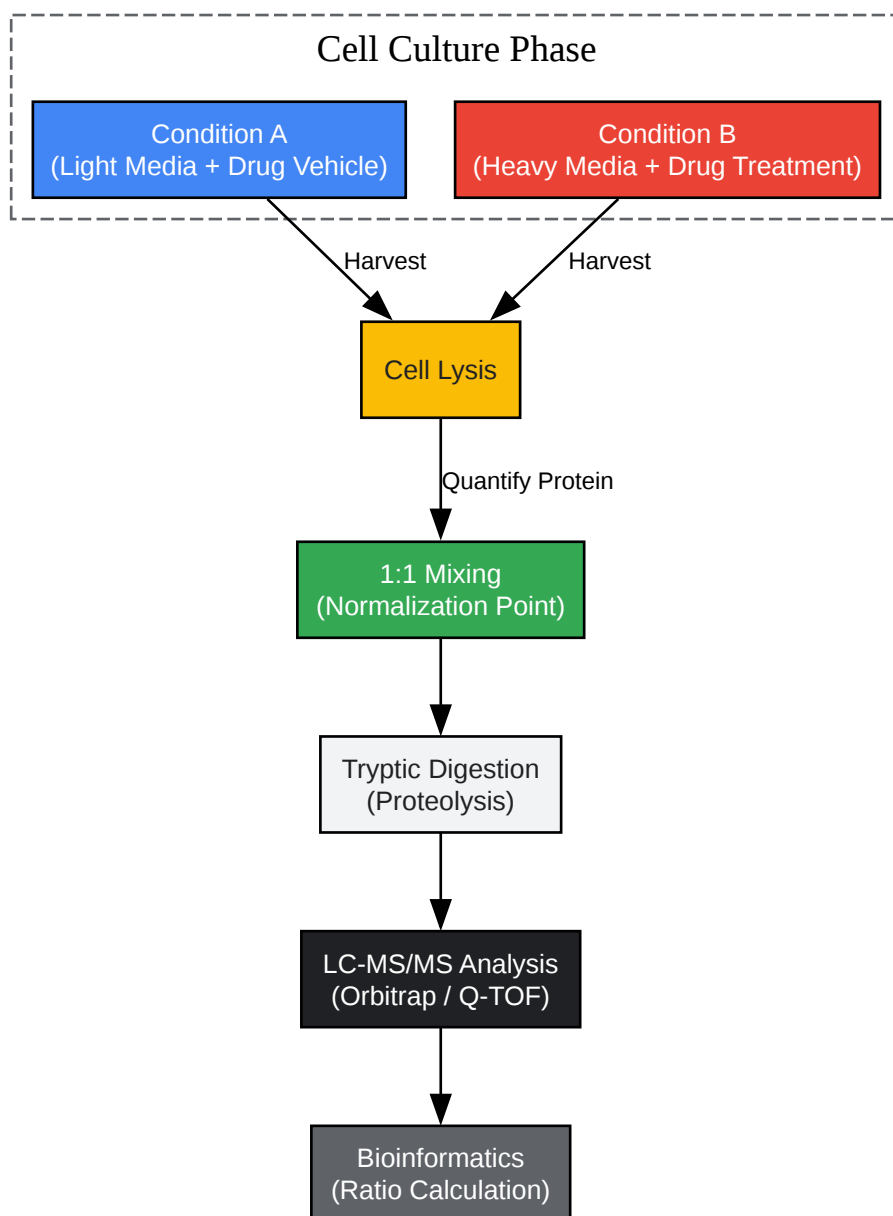 Cell Culture Phase
Condition A
(Light Media + Drug Vehicle)
Condition B
(Heavy Media + Drug Treatment)
Harvest
Harvest
Cell Lysis
Quantify Protein
1:1 Mixing
(Normalization Point)
Tryptic Digestion
(Proteolysis)
LC-MS/MS Analysis
(Orbitrap / Q-TOF)
Bioinformatics
(Ratio Calculation)